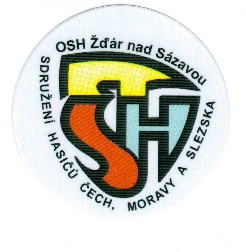 OSH Žďár nad Sázavou
SDRUŽENÍ HASIČŮ ČECH, MORAVY A SLEZSKA
SH